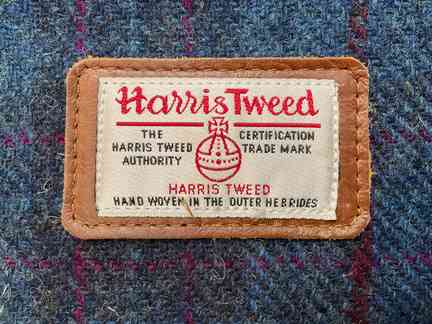 Harris Tweed
THE CERTIFICATION
HARRIS TWEED TRADE MARK
AUTHORITY
HARRIS TWEED
HAND WOVEN IN THE OUTER HEBRIDES